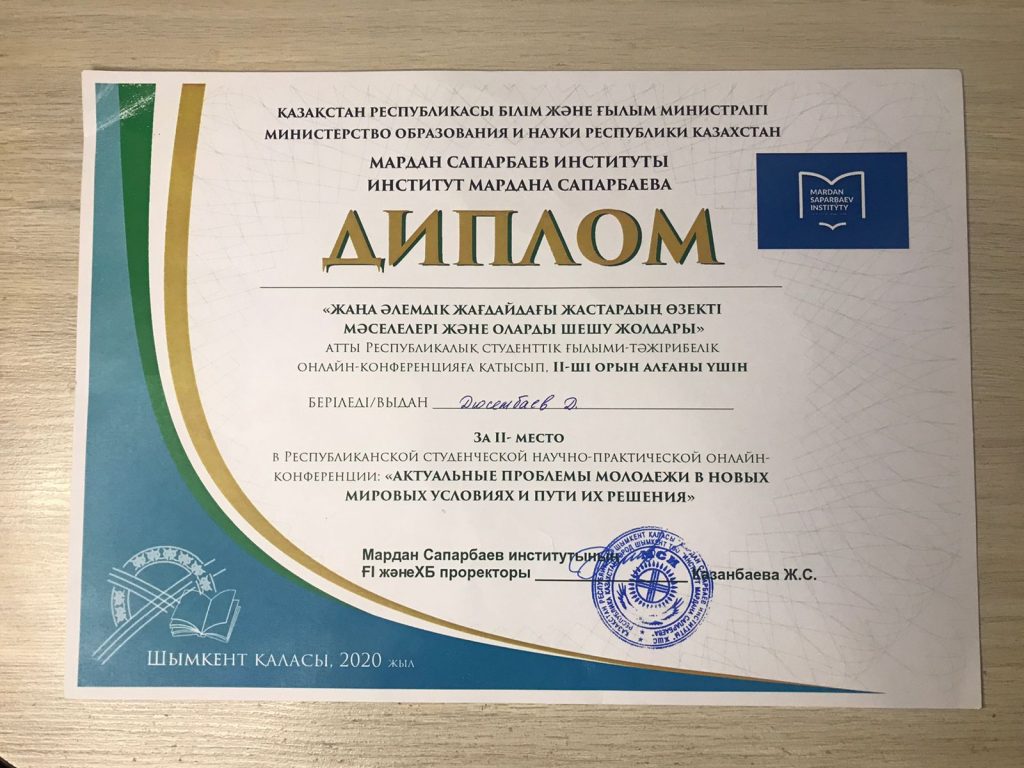 ҚАЗАҚСТАН РЕСПУБЛИКАСЫ БІЛІМ ЖӘНЕ ҒЫЛЫМ МИНИСТРЛІГІ
МИНИСТЕРСТВО ОБРАЗОВАНИЯ И НАУКИ РЕСПУБЛИКИ КАЗАХСТАН
МАРДАН САПАРБАЕВ ИНСТИТУТЫ
ИНСТИТУТ МАРДАНА САПАРБАЕВА
MARDAN
SAPARBAEV
INSTITÝTY
ДИПЛОМ
«ЖАҢА ӘЛЕМДІК ЖАҒДАЙДАҒЫ ЖАСТАРДЫҢ ӨЗЕКТІ
МӘСЕЛЕЛЕРІ ЖӘНЕ ОЛАРДЫ ШЕШУ ЖОЛДАРЫ»
АТТЫ РЕСПУБЛИКАЛЫҚ СТУДЕНТТІК ҒЫЛЫМИ-ТӘЖІРИБЕЛІК
ОНЛАЙН-КОНФЕРЕНЦИЯҒА ҚАТЫСЫП, ІІ-ШІ ОРЫН АЛҒАНЫ ҮШІН
БЕРІЛЕДІ/ВЫДАН Дюсембаев Д.
ЗА II- МЕСТО
В РЕСПУБЛИКАНСКОЙ СТУДЕНЧЕСКОЙ НАУЧНО-ПРАКТИЧЕСКОЙ ОНЛАЙН-
КОНФЕРЕНЦИИ: «АКТУАЛЬНЫЕ ПРОБЛЕМЫ МОЛОДЕЖИ В НОВЫХ
МИРОВЫХ УСЛОВИЯХ И ПУТИ ИХ РЕШЕНИЯ»
Мардан Сапарбаев институтының
ҒІ жәнеХБ проректоры Казанбаева Ж.С.
МСИ
ШЫМКЕНТ ҚАЛАСЫ, 2020 ЖЫЛ